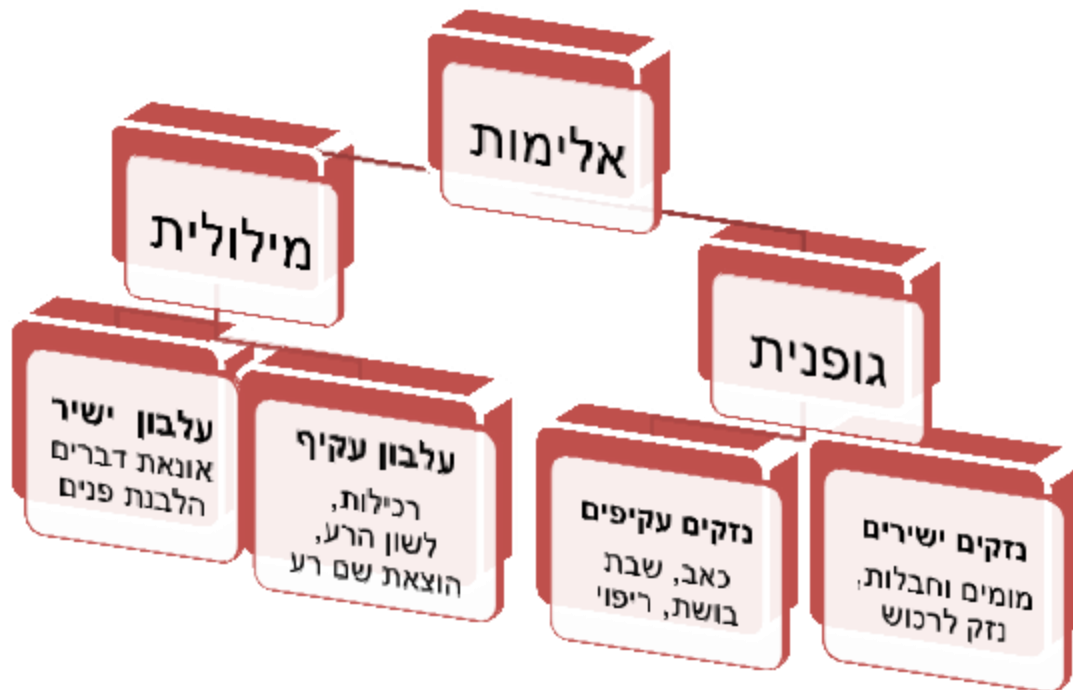 אלימות
גופנית
נזקים ישירים
מומים וחבלות,
נזק לרכוש
נזקים עקיפים
כאב, שבת
בושת, ריפוי
מילולית
עלבון עקיף
רכילות,
לשון הרע,
הוצאת שם רע
עלבון ישיר
אונאת דברים
הלבנת פנים